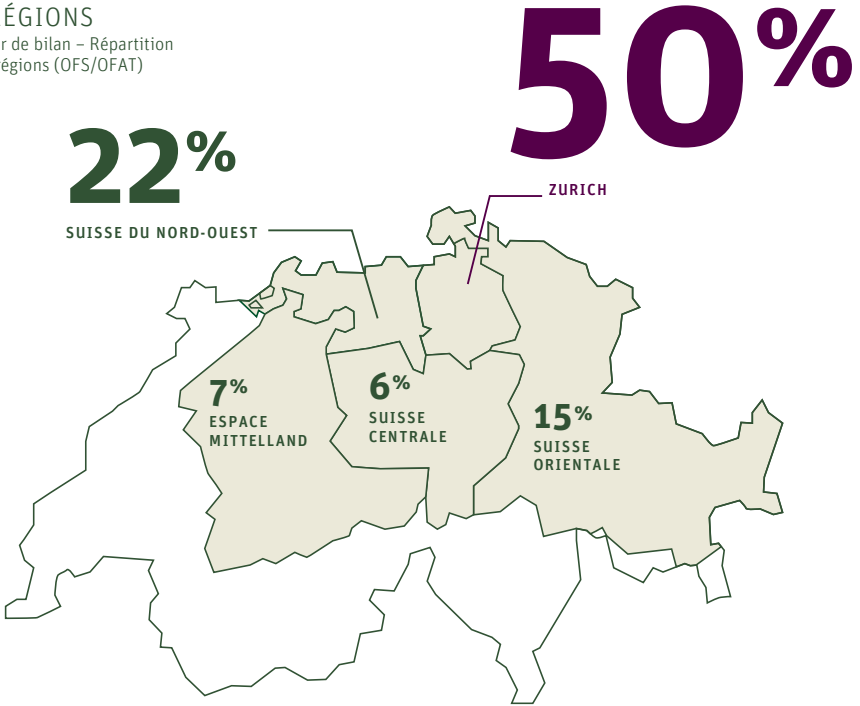 ÉGIONS
r de bilan – Répartition
égions (OFS/OFAT)
50%
22%
ZURICH
SUISSE DU NORD-OUEST
7%
ESPACE
MITTELLAND
6%
SUISSE
CENTRALE
15%
SUISSE
ORIENTALE